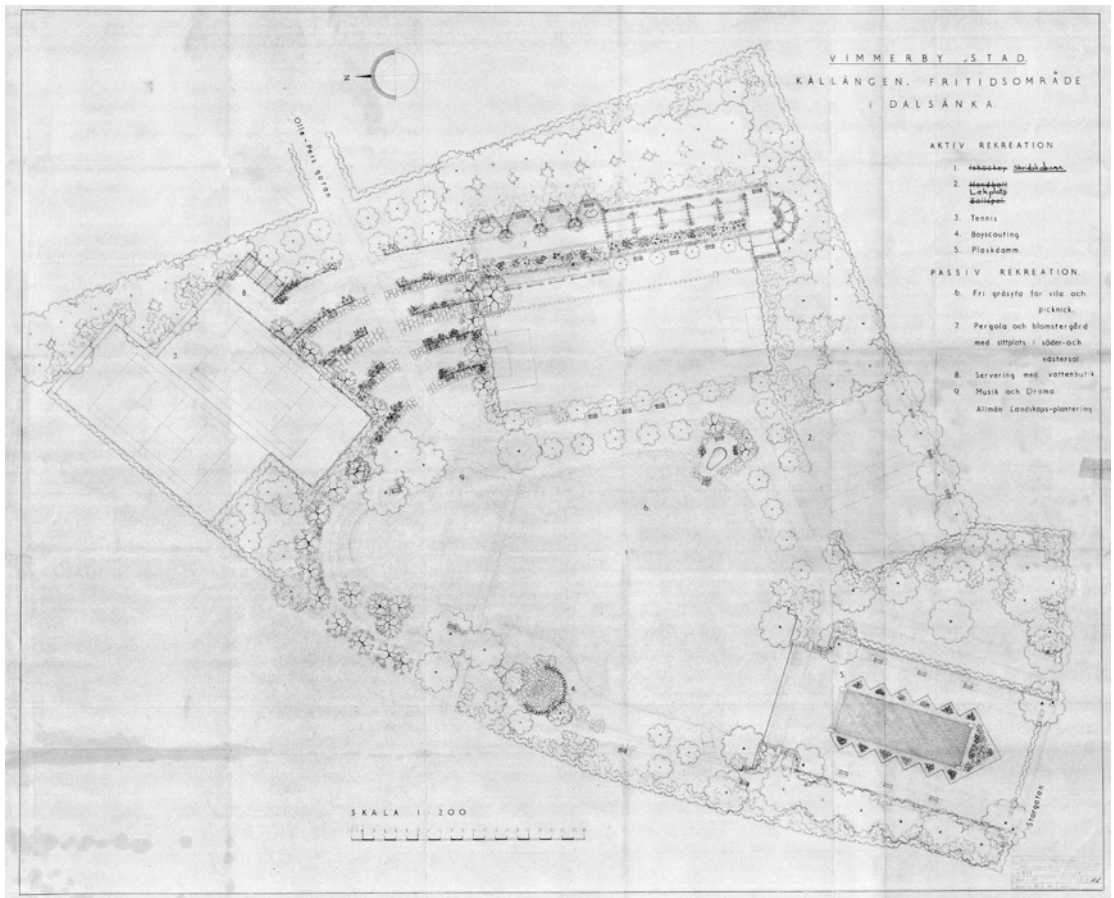 VIMMERBY STAD.
KÄLLÄNGEN. FRITIDSOMRÅDE
i DALSÄNKA.
N
Olle-Pers gatan
AKTIV REKREATION
1. Ishockey Skridskobana
2. Handboll
Lekplats
Bollspel
3. Tennis
4. Boyscouting
5. Plaskdamm.
PASSIV REKREATION.
6. Fri gräsyta för vila och
picknick.
7. Pergola och blomstergård
med sittplats i söder-och
västersol.
8. Servering med vattenbutik.
9. Musik och Drama.
Allmän Landskaps-plantering.
8.
3.
2.
1.
2.
9.
6.
4.
5.
Storgatan
SKALA 1-200